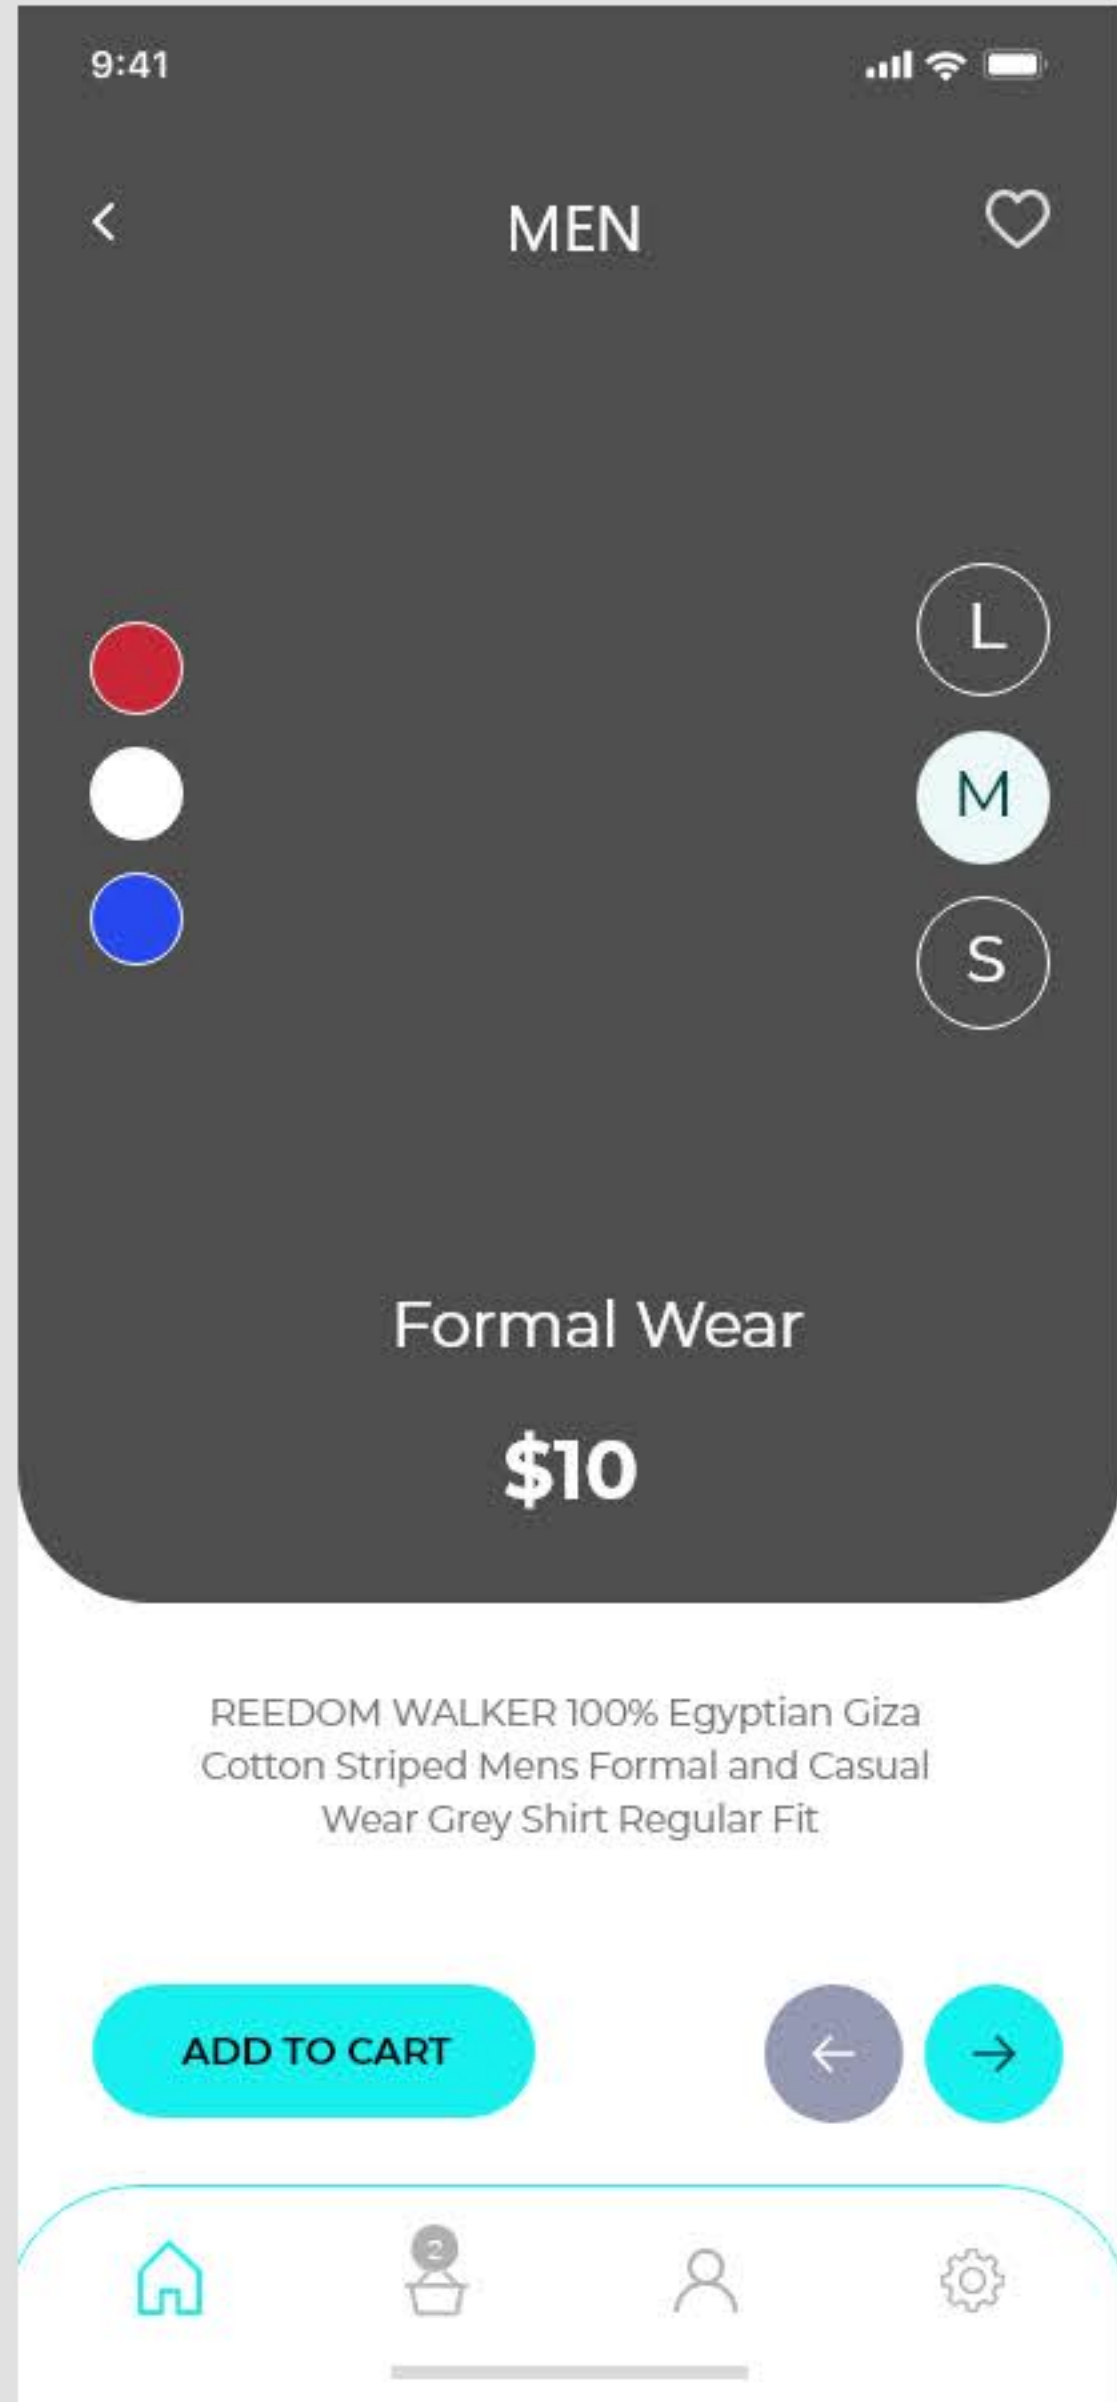 9:41
MEN
L
M
S
Formal Wear
$10
REEDOM WALKER 100% Egyptian Giza
Cotton Striped Mens Formal and Casual
Wear Grey Shirt Regular Fit
ADD TO CART
2